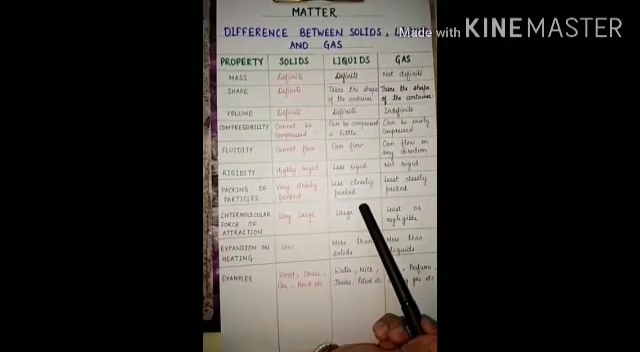 MATTER
Made with KINEMASTER
DIFFERENCE BETWEEN SOLIDS,
AND GAS
PROPERTY SOLIDS LIQUIDS GAS
MASS Definite Definite Not definite
SHAPE Definite Takes the shape Takes the shape
of the container of the container
VOLUME Definite Definite Indefinite
COMPRESSIBILITY Cannot be Can be compressed Can be easily
compressed a little compressed
FLUIDITY Cannot flow Can flow Can flow in
any direction
RIGIDITY Highly rigid Less rigid Not rigid
PACKING OF Very closely Less closely Least closely
PARTICLES packed packed packed
INTERMOLECULAR Very Large Large Least or
FORCE OF negligible
ATTRACTION
EXPANSION ON Low More than More than
HEATING solids liquids
EXAMPLES Wood, Water, Milk, Perfume,
etc Petrol etc gas etc